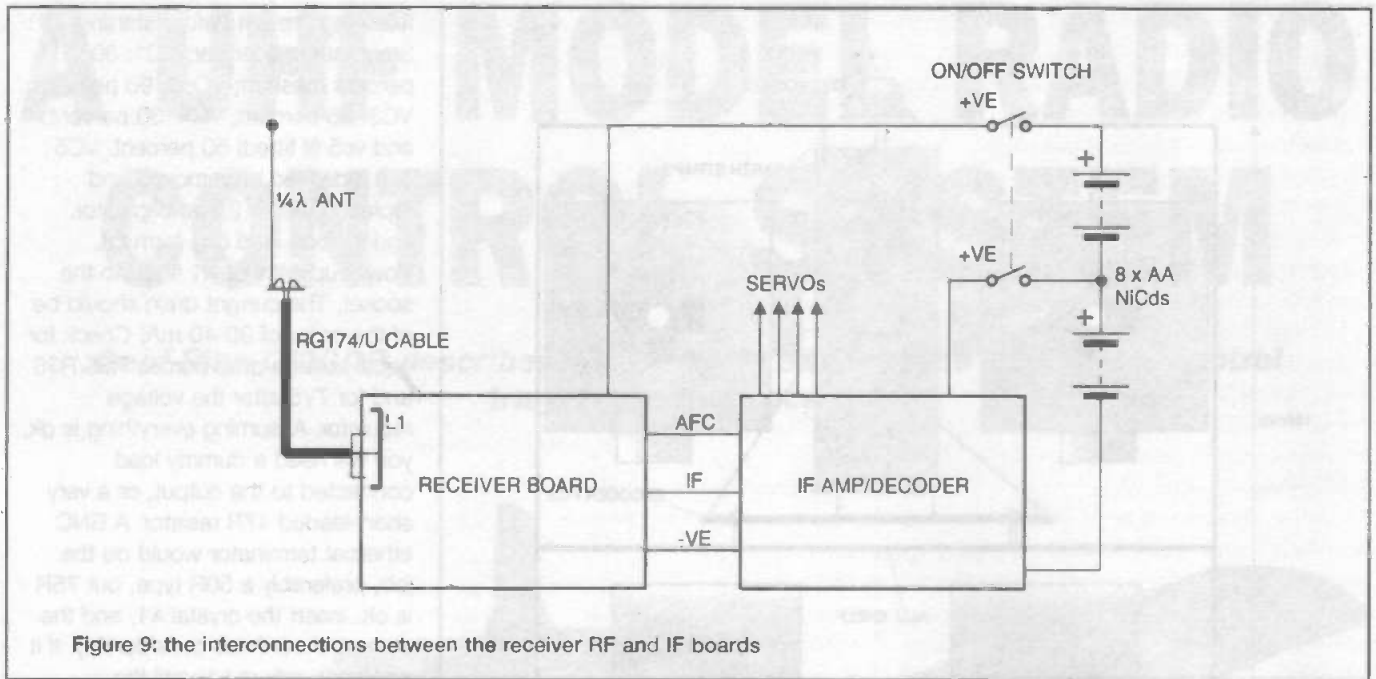 ON/OFF SWITCH
+VE
+
¼λ ANT
+VE
8 x AA
NiCds
SERVOs
+
RG174/U CABLE
L1
AFC
RECEIVER BOARD
IF
IF AMP/DECODER
-VE
Figure 9: the interconnections between the receiver RF and IF boards